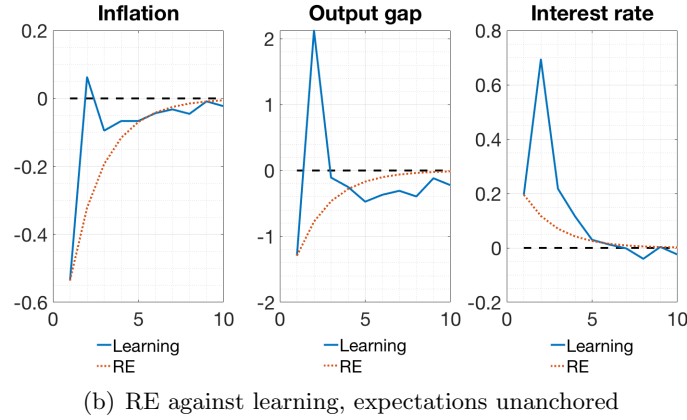 Inflation
Output gap
Interest rate
0.2
0
-0.2
-0.4
-0.6
0
5
10
Learning
RE
2
1
0
-1
-2
0
5
10
Learning
RE
0.8
0.6
0.4
0.2
0
-0.2
0
5
10
Learning
RE
(b) RE against learning, expectations unanchored